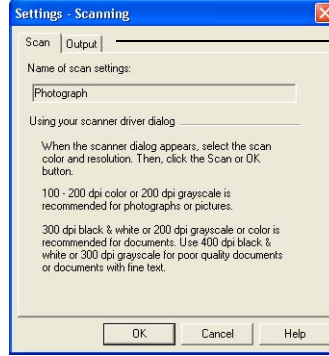 Settings - Scanning
Scan Output
Name of scan settings:
Photograph
Using your scanner driver dialog
When the scanner dialog appears, select the scan
color and resolution. Then, click the Scan or OK
button.
100 - 200 dpi color or 200 dpi grayscale is
recommended for photographs or pictures.
300 dpi black & white or 200 dpi grayscale or color is
recommended for documents. Use 400 dpi black &
white or 300 dpi grayscale for poor quality documents
or documents with fine text.
OK Cancel Help